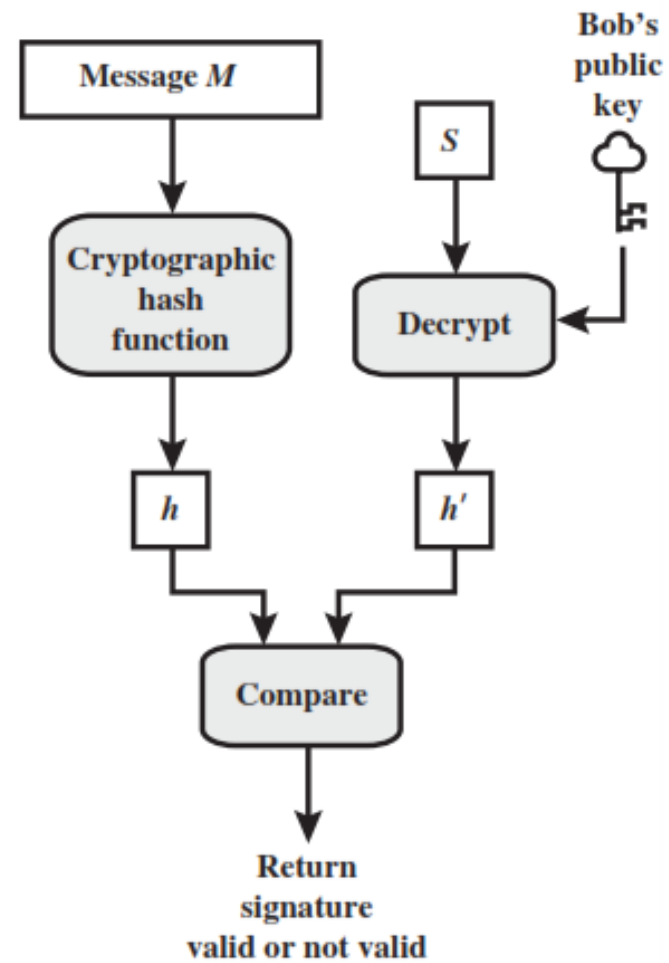 Message M
Bob's
public
key
S
Cryptographic
hash
function
Decrypt
h
h′
Compare
Return
signature
valid or not valid